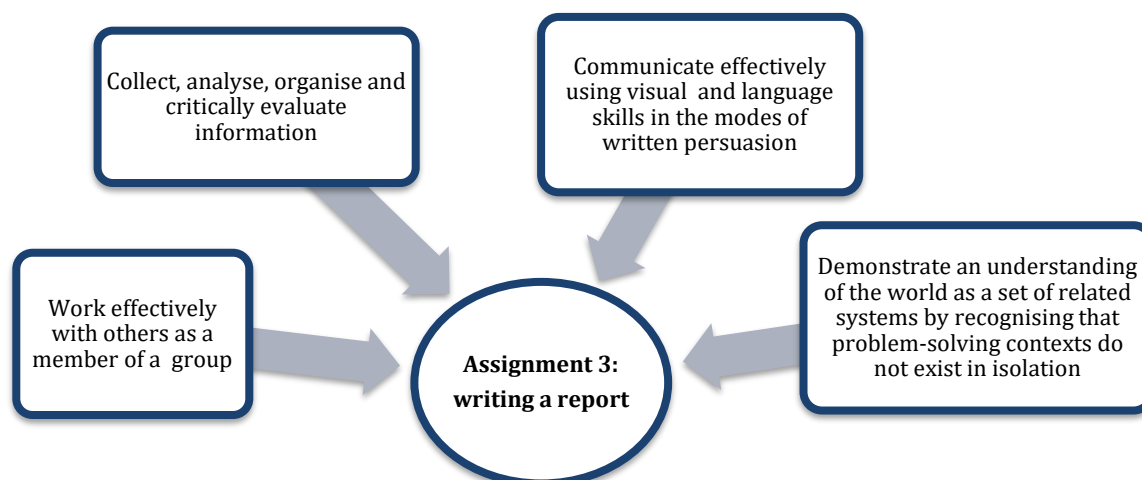 Collect, analyse, organise and
critically evaluate
information
Communicate effectively
using visual and language
skills in the modes of
written persuasion
Work effectively
with others as a
member of a group
Demonstrate an understanding
of the world as a set of related
systems by recognising that
problem-solving contexts do
not exist in isolation
Assignment 3:
writing a report